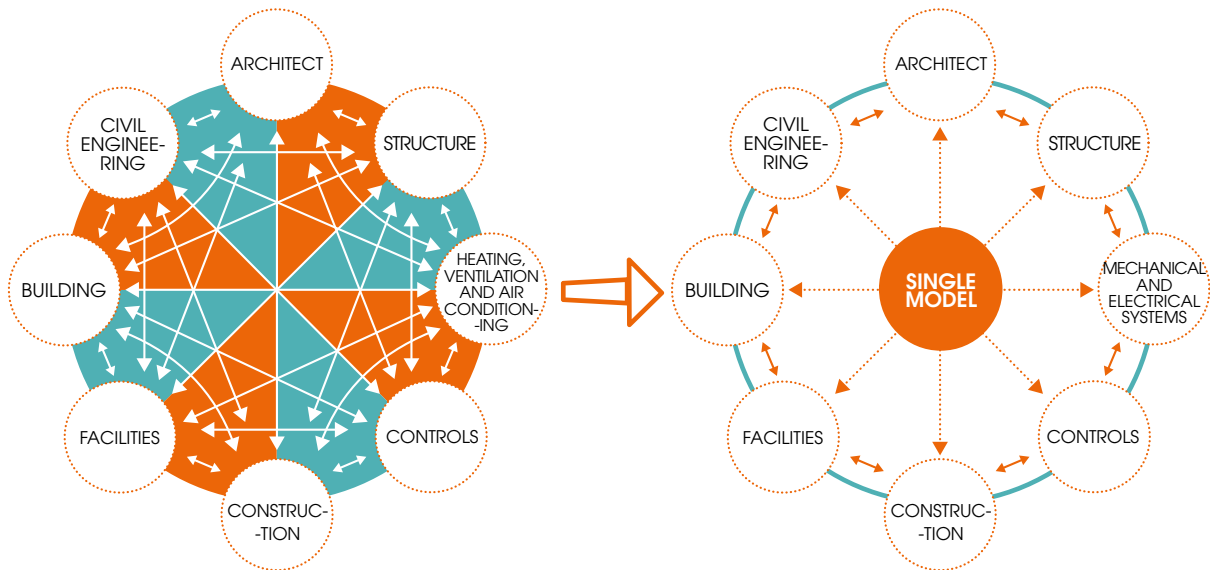 ARCHITECT
CIVIL
ENGINEE-
RING
STRUCTURE
BUILDING
HEATING,
VENTILATION
AND AIR
CONDITION-
-ING
FACILITIES
CONTROLS
CONSTRUC-
-TION
ARCHITECT
CIVIL
ENGINEE-
RING
STRUCTURE
BUILDING
SINGLE
MODEL
MECHANICAL
AND
ELECTRICAL
SYSTEMS
FACILITIES
CONTROLS
CONSTRUC-
-TION